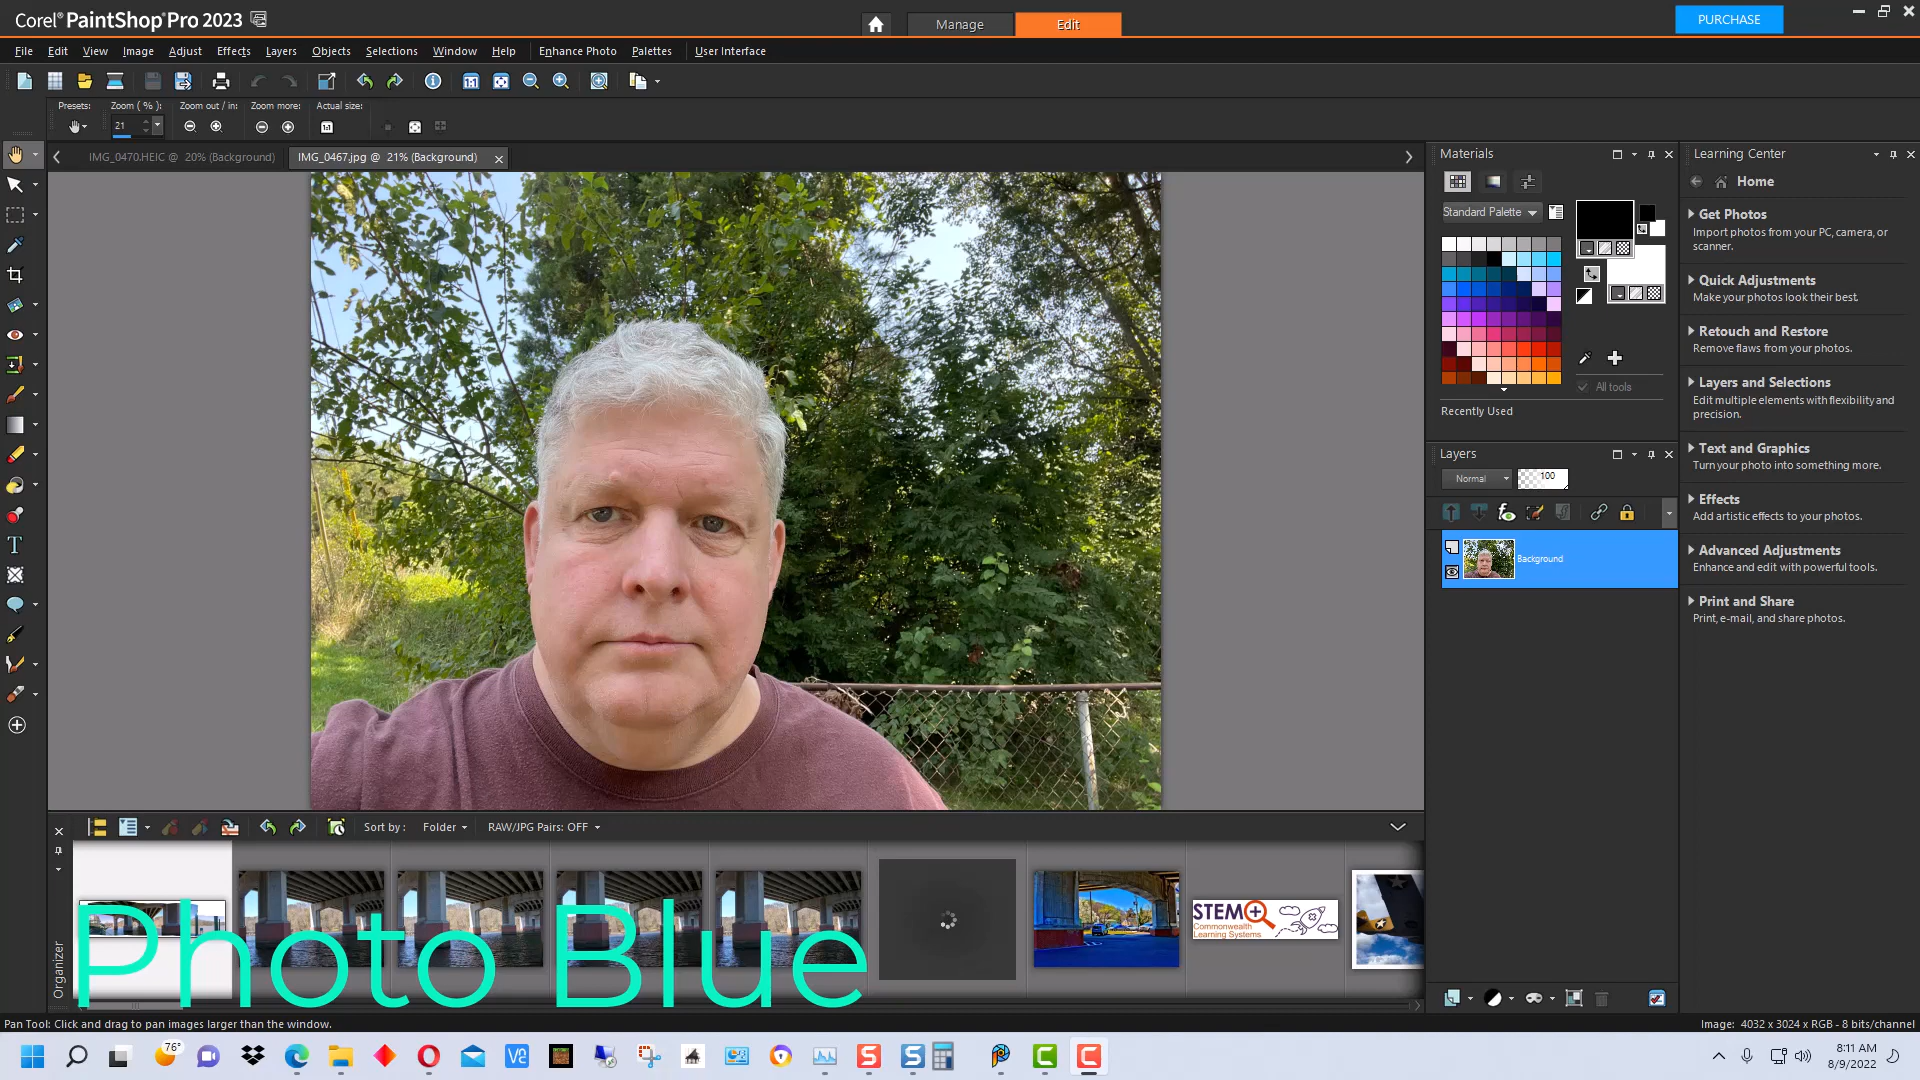 Corel® PaintShop® Pro 2023
Manage
Edit
PURCHASE
File Edit View Image Adjust Effects Layers Objects Selections Window Help Enhance Photo Palettes User Interface
Presets: Zoom ( % ): Zoom out / in: Zoom more: Actual size:
21
IMG_0470.HEIC @ 20% (Background)
IMG_0467.jpg @ 21% (Background)
Materials
Standard Palette
All tools
Recently Used
Layers
Normal
100
Background
Learning Center
Home
Get Photos
Import photos from your PC, camera, or
scanner.
Quick Adjustments
Make your photos look their best.
Retouch and Restore
Remove flaws from your photos.
Layers and Selections
Edit multiple elements with flexibility and
precision.
Text and Graphics
Turn your photo into something more.
Effects
Add artistic effects to your photos.
Advanced Adjustments
Enhance and edit with powerful tools.
Print and Share
Print, e-mail, and share photos.
Sort by : Folder RAW/JPG Pairs: OFF
Organizer
STEM
Commonwealth
Learning Systems
Photo Blue
Pan Tool: Click and drag to pan images larger than the window.
Image: 4032 x 3024 x RGB - 8 bits/channel
76°
8:11 AM
8/9/2022